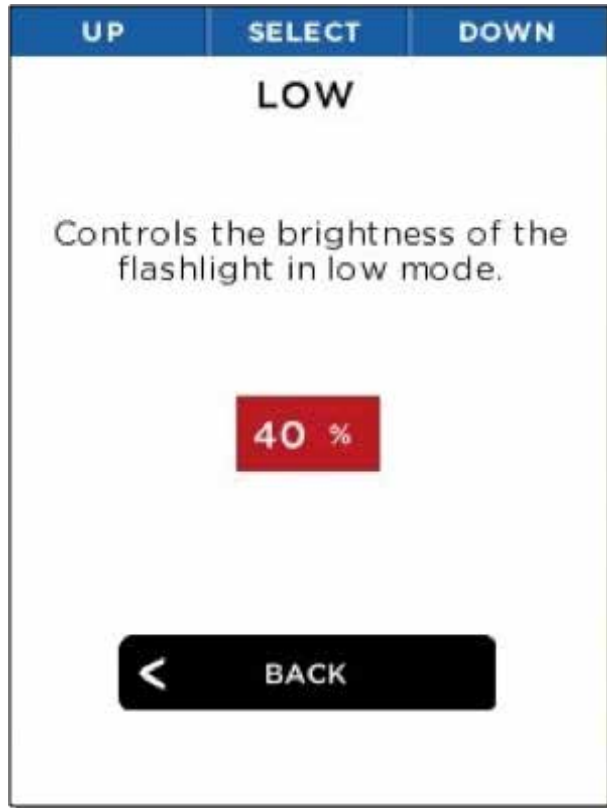 UP SELECT DOWN
LOW
Controls the brightness of the
flashlight in low mode.
40 %
< BACK